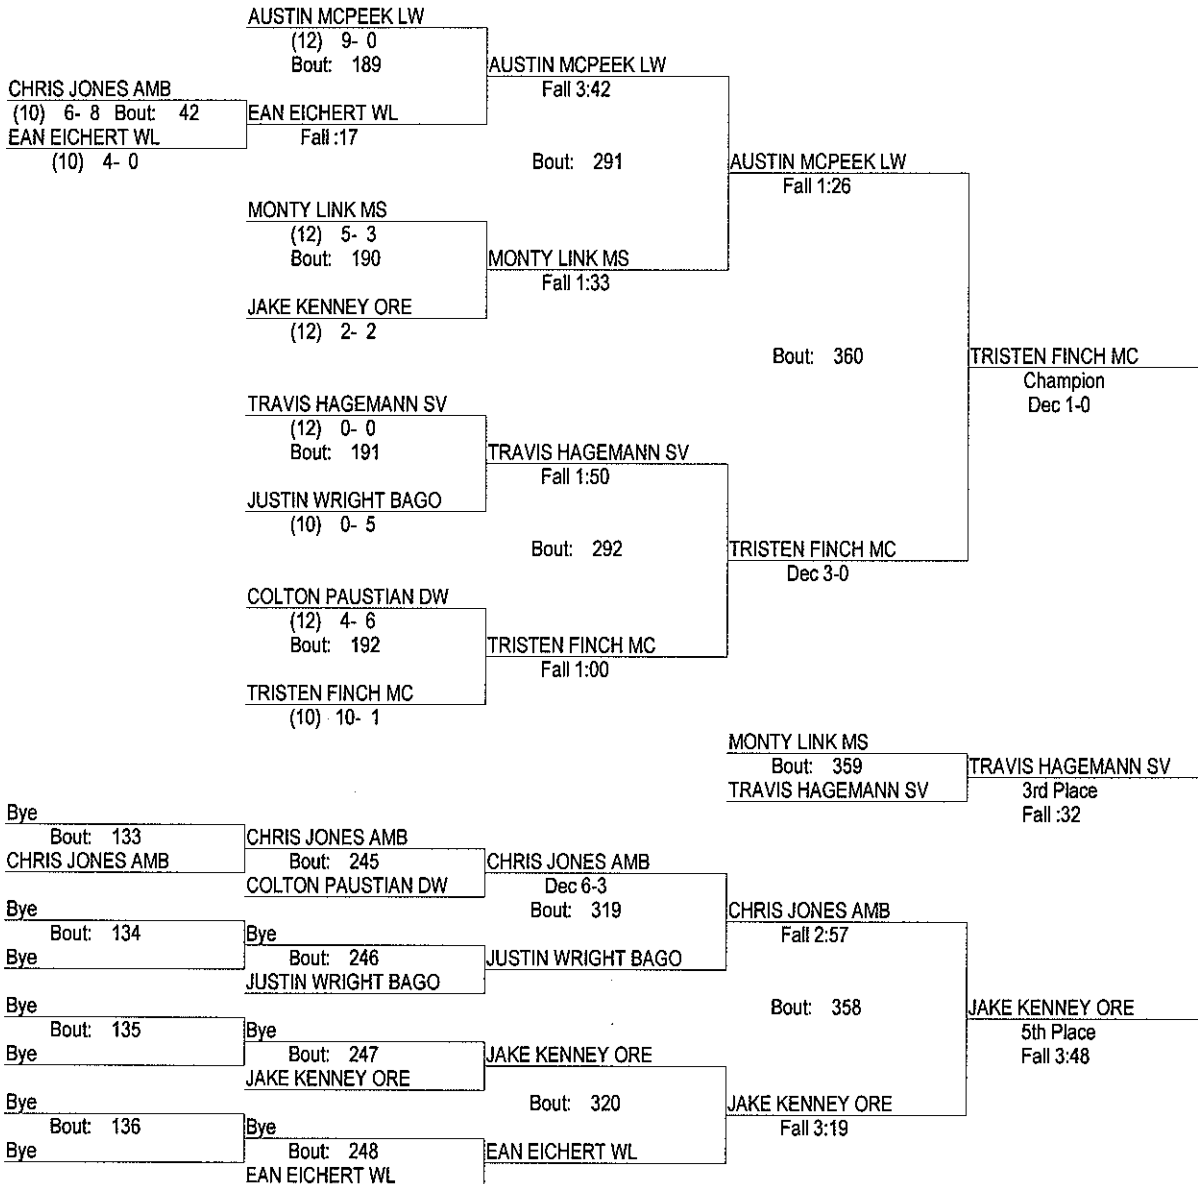 AUSTIN MCPEEK LW
(12) 9- 0
Bout: 189
AUSTIN MCPEEK LW
Fall 3:42
CHRIS JONES AMB
(10) 6- 8 Bout: 42
EAN EICHERT WL
(10) 4- 0
EAN EICHERT WL
Fall :17
Bout: 291
AUSTIN MCPEEK LW
Fall 1:26
MONTY LINK MS
(12) 5- 3
Bout: 190
MONTY LINK MS
Fall 1:33
JAKE KENNEY ORE
(12) 2- 2
Bout: 360
TRISTEN FINCH MC
Champion
Dec 1-0
TRAVIS HAGEMANN SV
(12) 0- 0
Bout: 191
TRAVIS HAGEMANN SV
Fall 1:50
JUSTIN WRIGHT BAGO
(10) 0- 5
Bout: 292
TRISTEN FINCH MC
Dec 3-0
COLTON PAUSTIAN DW
(12) 4- 6
Bout: 192
TRISTEN FINCH MC
Fall 1:00
TRISTEN FINCH MC
(10) 10- 1
MONTY LINK MS
Bout: 359
TRAVIS HAGEMANN SV
TRAVIS HAGEMANN SV
3rd Place
Fall :32
Bye
Bout: 133
CHRIS JONES AMB
CHRIS JONES AMB
Bout: 245
COLTON PAUSTIAN DW
CHRIS JONES AMB
Dec 6-3
Bout: 319
CHRIS JONES AMB
Fall 2:57
Bye
Bout: 134
Bye
Bye
Bout: 246
JUSTIN WRIGHT BAGO
JUSTIN WRIGHT BAGO
Bout: 358
JAKE KENNEY ORE
5th Place
Fall 3:48
Bye
Bout: 135
Bye
Bye
Bout: 247
JAKE KENNEY ORE
JAKE KENNEY ORE
Bout: 320
JAKE KENNEY ORE
Fall 3:19
Bye
Bout: 136
Bye
Bye
Bout: 248
EAN EICHERT WL
EAN EICHERT WL